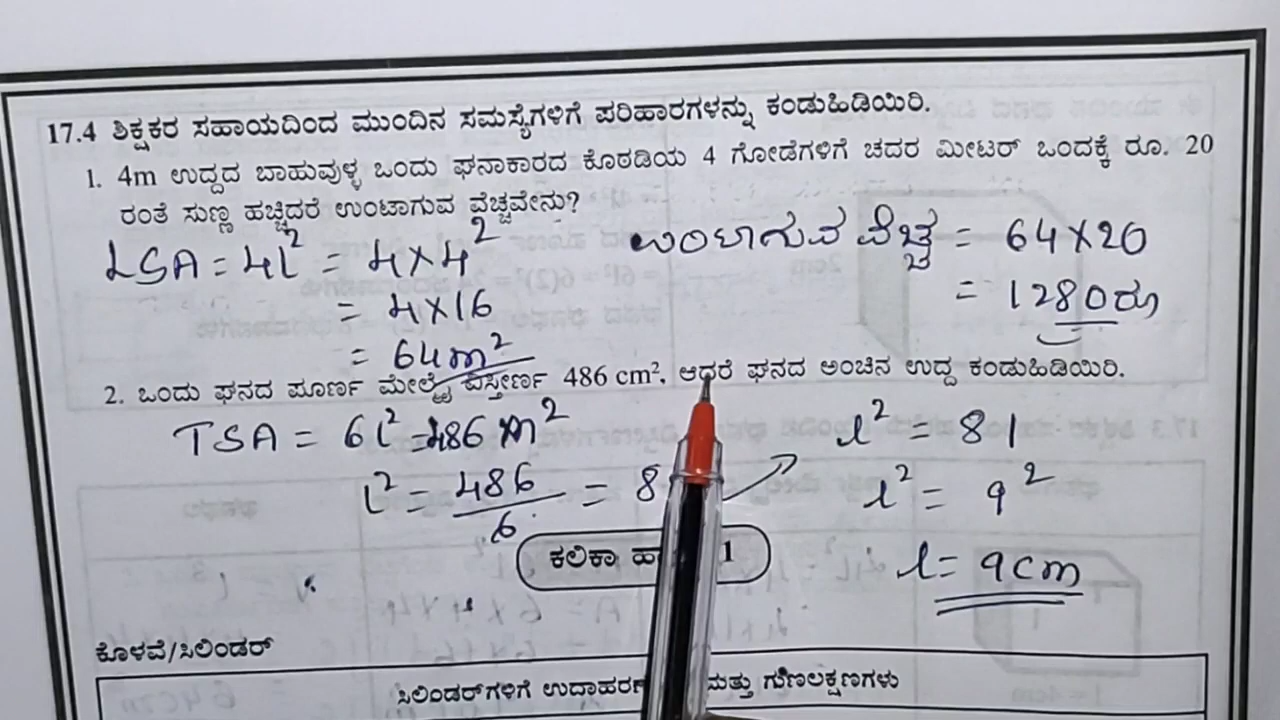 17.4 ಶಿಕ್ಷಕರ ಸಹಾಯದಿಂದ ಮುಂದಿನ ಸಮಸ್ಯೆಗಳಿಗೆ ಪರಿಹಾರಗಳನ್ನು ಕಂಡುಹಿಡಿಯಿರಿ.
1. 4m ಉದ್ದದ ಬಾಹುವುಳ್ಳ ಒಂದು ಘನಾಕಾರದ ಕೊಠಡಿಯ 4 ಗೋಡೆಗಳಿಗೆ ಚದರ ಮೀಟರ್ ಒಂದಕ್ಕೆ ರೂ. 20
ರಂತೆ ಸುಣ್ಣ ಹಚ್ಚಿದರೆ ಉಂಟಾಗುವ ವೆಚ್ಚವೇನು?
LSA = 4l² = 4×4²
= 4×16
= 64m²
ಉಂಟಾಗುವ ವೆಚ್ಚ = 64×20
= 1280ರೂ
2. ಒಂದು ಘನದ ಪೂರ್ಣ ಮೇಲ್ಮೈ ವಿಸ್ತೀರ್ಣ 486 cm², ಆದರೆ ಘನದ ಅಂಚಿನ ಉದ್ದ ಕಂಡುಹಿಡಿಯಿರಿ.
TSA = 6l² = 486 m²
l² = 486/6 = 8
l² = 81
l² = 9²
l = 9cm
ಕಲಿಕಾ 1
ಕೊಳವೆ/ಸಿಲಿಂಡರ್
ಸಿಲಿಂಡರ್‌ಗಳಿಗೆ ಉದಾಹರಣ ಮತ್ತು ಗುಣಲಕ್ಷಣಗಳು